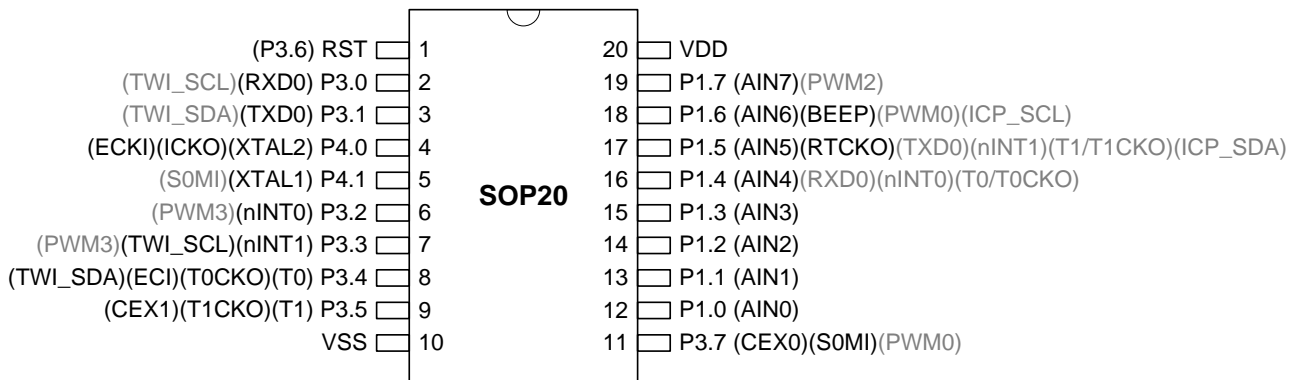 (P3.6) RST 1 20 VDD
(TWI_SCL)(RXD0) P3.0 2 19 P1.7 (AIN7)(PWM2)
(TWI_SDA)(TXD0) P3.1 3 18 P1.6 (AIN6)(BEEP)(PWM0)(ICP_SCL)
(ECKI)(ICKO)(XTAL2) P4.0 4 17 P1.5 (AIN5)(RTCKO)(TXD0)(nINT1)(T1/T1CKO)(ICP_SDA)
(S0MI)(XTAL1) P4.1 5 16 P1.4 (AIN4)(RXD0)(nINT0)(T0/T0CKO)
SOP20
(PWM3)(nINT0) P3.2 6 15 P1.3 (AIN3)
(PWM3)(TWI_SCL)(nINT1) P3.3 7 14 P1.2 (AIN2)
(TWI_SDA)(ECI)(T0CKO)(T0) P3.4 8 13 P1.1 (AIN1)
(CEX1)(T1CKO)(T1) P3.5 9 12 P1.0 (AIN0)
VSS 10 11 P3.7 (CEX0)(S0MI)(PWM0)